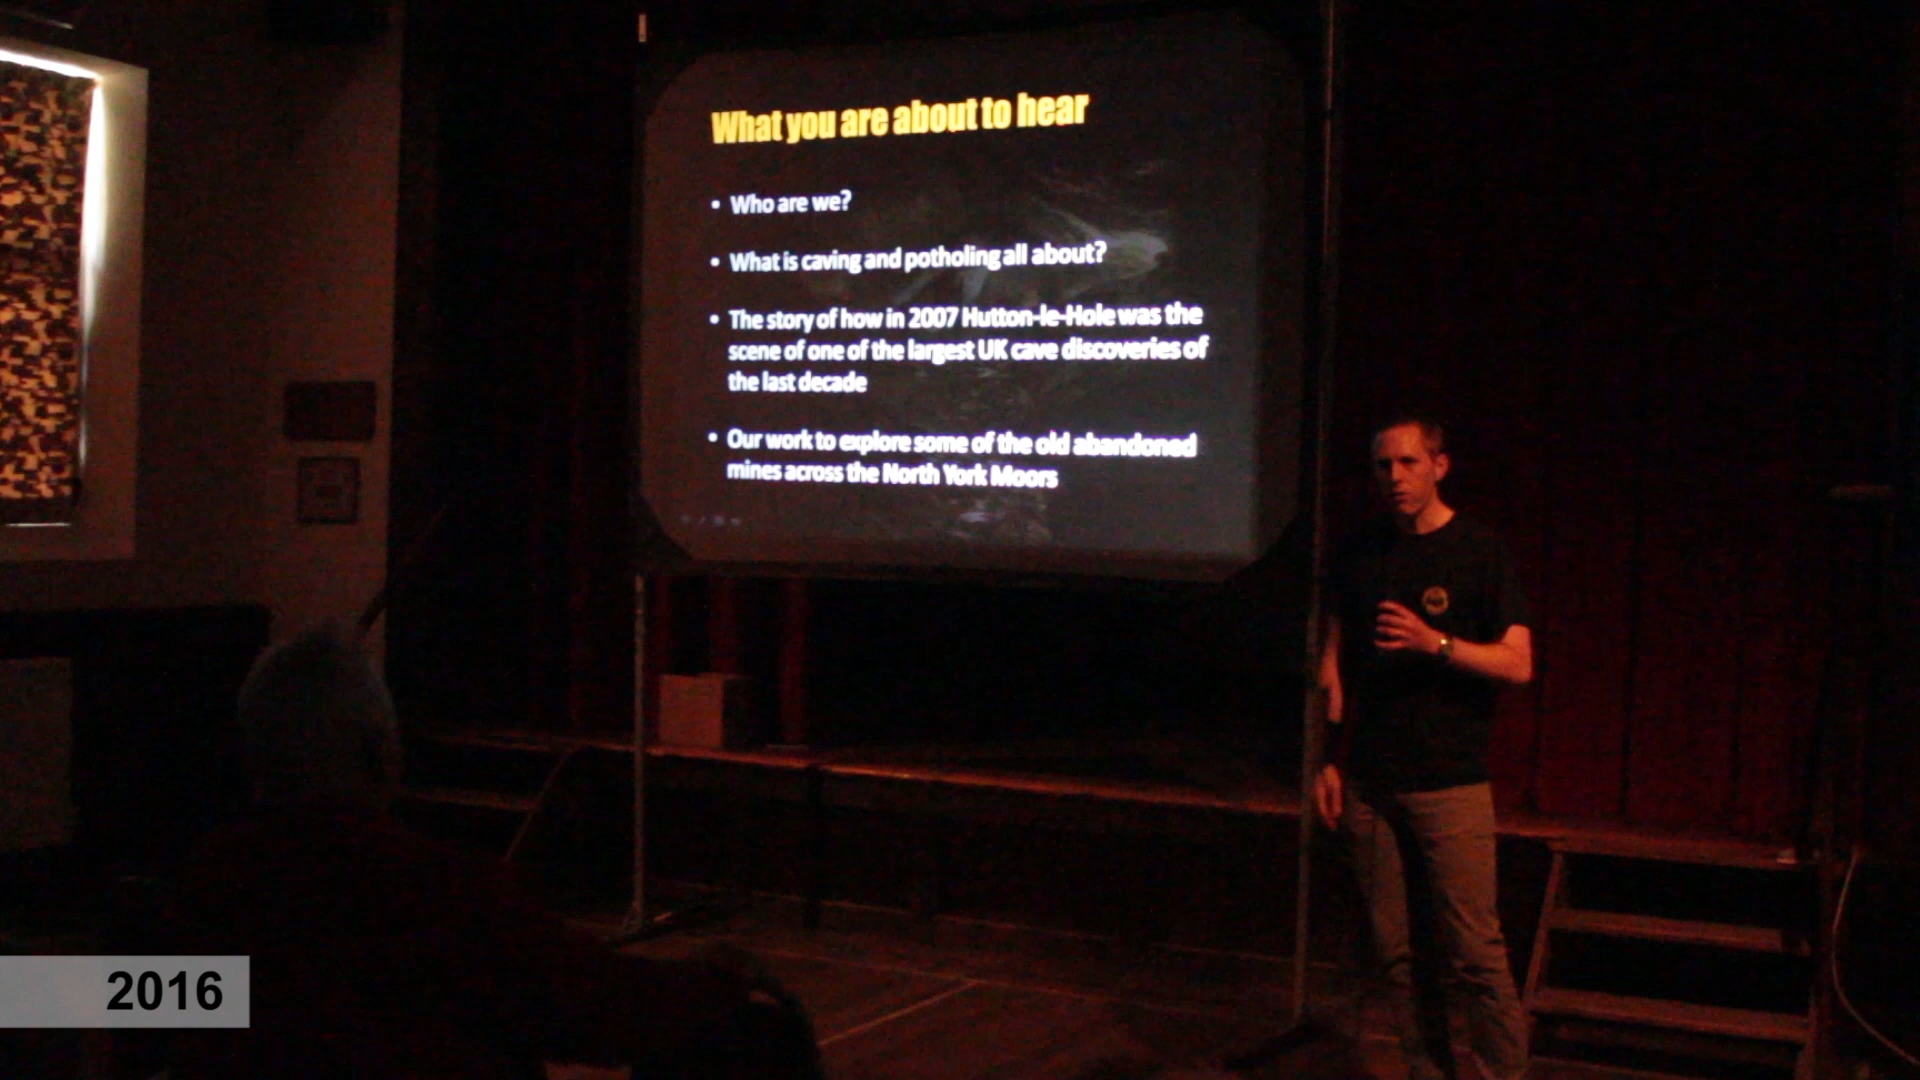 What you are about to hear
• Who are we?
• What is caving and potholing all about?
• The story of how in 2007 Hutton-le-Hole was the
scene of one of the largest UK cave discoveries of
the last decade
• Our work to explore some of the old abandoned
mines across the North York Moors
2016